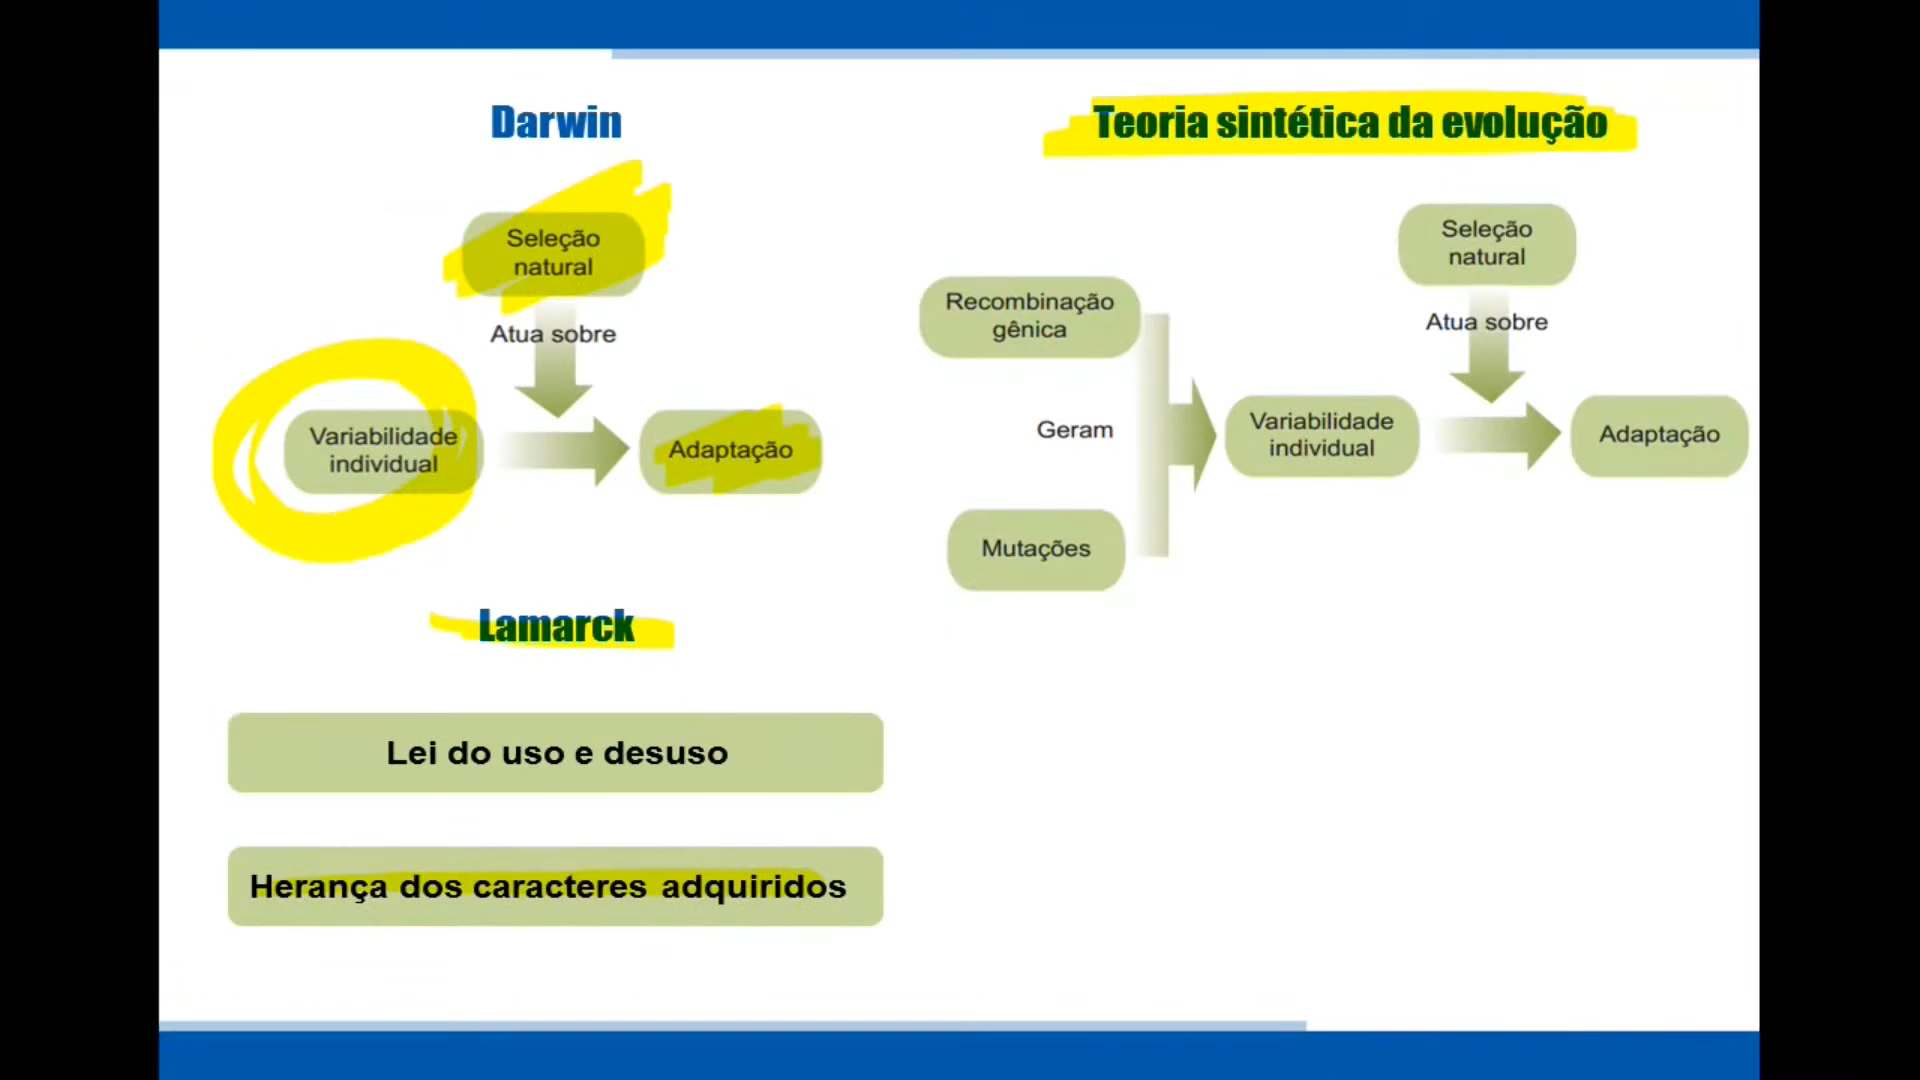 Darwin
Seleção
natural
Atua sobre
Variabilidade
individual
Adaptação
Lamarck
Lei do uso e desuso
Herança dos caracteres adquiridos
Teoria sintética da evolução
Seleção
natural
Atua sobre
Recombinação
gênica
Geram
Mutações
Variabilidade
individual
Adaptação